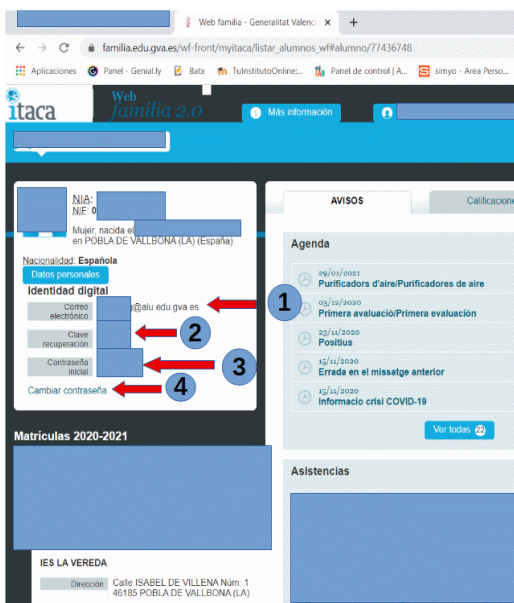 Web familia - Generalitat Valenci
familia.edu.gva.es/wf-front/myitaca/listar_alumnos_wf#alumno/77436748
Aplicaciones Panel - Genial.ly Batx TuInstitutoOnline:... Panel de control | A... simyo - Area Perso...
itaca
Web
familia 2.0
Más información
NIA:
NIF: 0
Mujer, nacida el
en POBLA DE VALLBONA (LA) (España)
Nacionalidad: Española
Datos personales
Identidad digital
Correo electrónico
g@alu.edu.gva.es
1
Clave recuperación
2
Contraseña inicial
3
Cambiar contraseña
4
AVISOS
Calificacione
Agenda
29/01/2021
Purificadors d'aire/Purificadores de aire
03/12/2020
Primera avaluació/Primera evaluación
23/11/2020
Positius
15/11/2020
Errada en el missatge anterior
15/11/2020
Informacio crisi COVID-19
Ver todas 22
Matrículas 2020-2021
Asistencias
IES LA VEREDA
Dirección
Calle ISABEL DE VILLENA Núm. 1
46185 POBLA DE VALLBONA (LA)